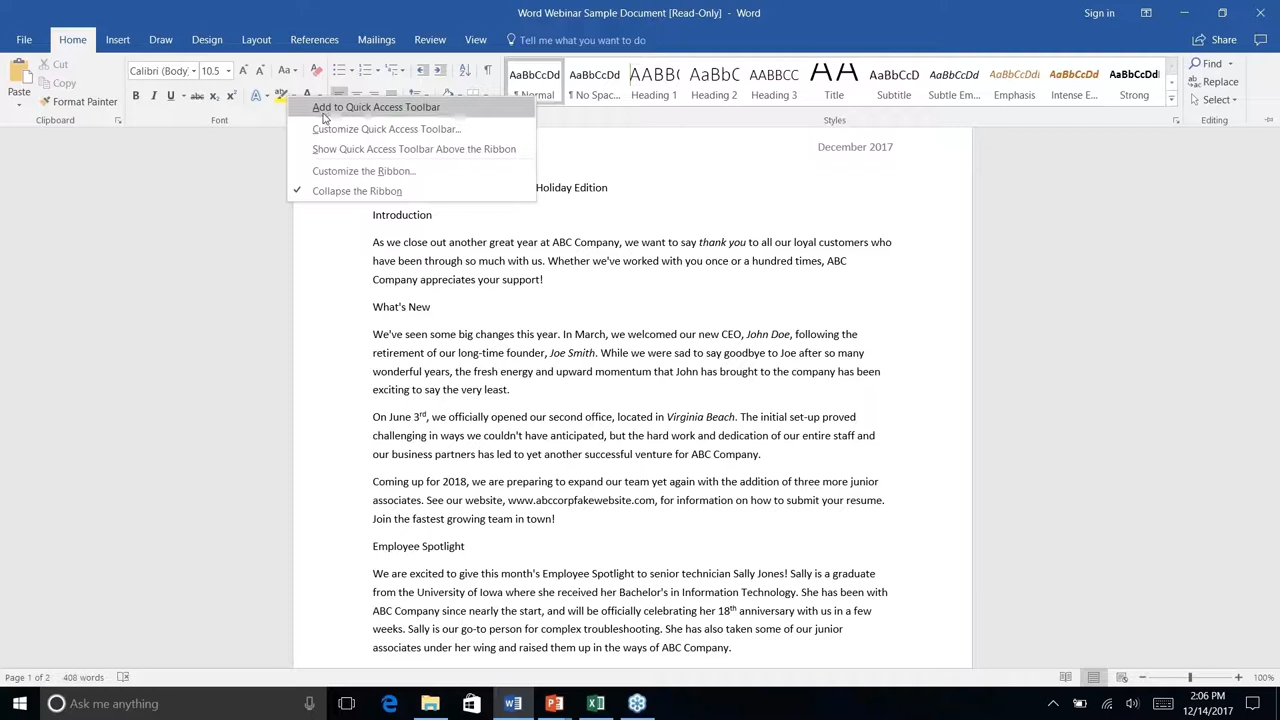 Word Webinar Sample Document [Read-Only] - Word
Sign in
File Home Insert Draw Design Layout References Mailings Review View Tell me what you want to do Share
Cut
Copy
Format Painter
Paste
Clipboard
Calibri (Body) 10.5
Font
AaBbCcDd AaBbCcDd AABBC AaBbC AABBCC AA AaBbCcD AaBbCcDd AaBbCcDd AaBbCcDd AaBbCcDd
¶ Normal ¶ No Spac... Heading 1 Heading 2 Heading 3 Title Subtitle Subtle Em... Emphasis Intense E... Strong
Styles
Find
Replace
Select
Editing
Add to Quick Access Toolbar
Customize Quick Access Toolbar...
Show Quick Access Toolbar Above the Ribbon
Customize the Ribbon...
Collapse the Ribbon
December 2017
Holiday Edition
Introduction
As we close out another great year at ABC Company, we want to say thank you to all our loyal customers who
have been through so much with us. Whether we've worked with you once or a hundred times, ABC
Company appreciates your support!
What's New
We've seen some big changes this year. In March, we welcomed our new CEO, John Doe, following the
retirement of our long-time founder, Joe Smith. While we were sad to say goodbye to Joe after so many
wonderful years, the fresh energy and upward momentum that John has brought to the company has been
exciting to say the very least.
On June 3rd, we officially opened our second office, located in Virginia Beach. The initial set-up proved
challenging in ways we couldn't have anticipated, but the hard work and dedication of our entire staff and
our business partners has led to yet another successful venture for ABC Company.
Coming up for 2018, we are preparing to expand our team yet again with the addition of three more junior
associates. See our website, www.abccorpfakewebsite.com, for information on how to submit your resume.
Join the fastest growing team in town!
Employee Spotlight
We are excited to give this month's Employee Spotlight to senior technician Sally Jones! Sally is a graduate
from the University of Iowa where she received her Bachelor's in Information Technology. She has been with
ABC Company since nearly the start, and will be officially celebrating her 18th anniversary with us in a few
weeks. Sally is our go-to person for complex troubleshooting. She has also taken some of our junior
associates under her wing and raised them up in the ways of ABC Company.
Page 1 of 2 408 words
100%
Ask me anything
2:06 PM
12/14/2017